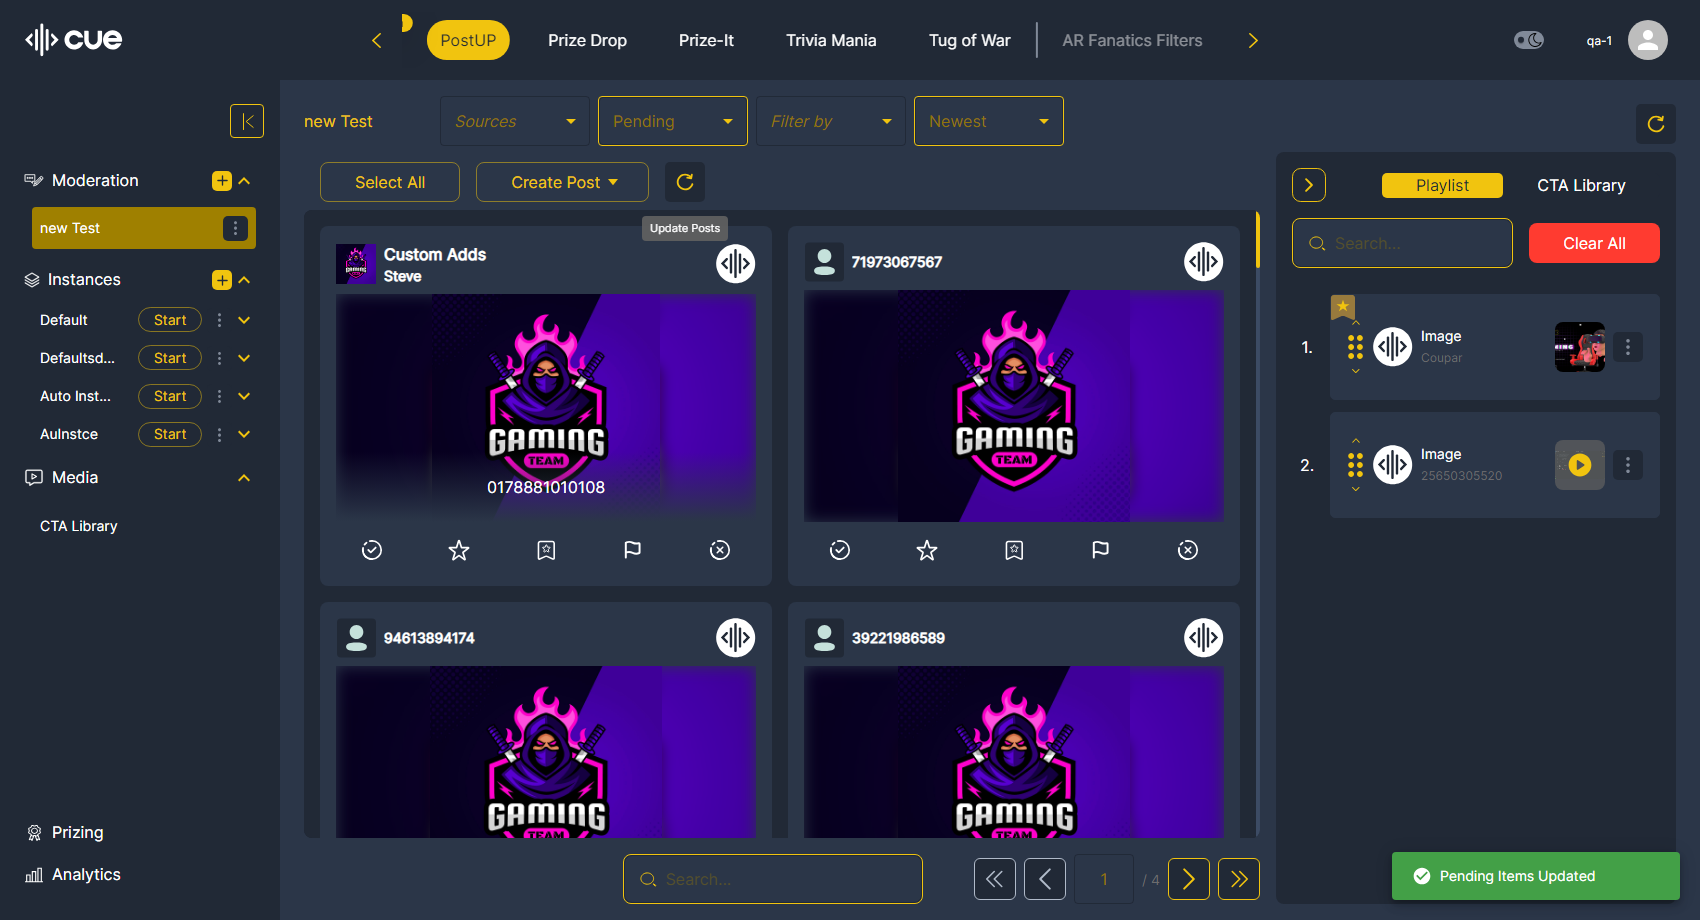 cue
PostUP
Prize Drop
Prize-It
Trivia Mania
Tug of War
AR Fanatics Filters
qa-1
new Test
Sources
Pending
Filter by
Newest
Select All
Create Post
Update Posts
Moderation
new Test
Instances
Default
Start
Defaultsd...
Start
Auto Inst...
Start
AuInstce
Start
Media
CTA Library
Prizing
Analytics
Custom Adds
Steve
GAMING
TEAM
0178881010108
71973067567
GAMING
TEAM
94613894174
GAMING
TEAM
39221986589
GAMING
TEAM
Search...
1
/ 4
Playlist
CTA Library
Search...
Clear All
1.
Image
Coupar
2.
Image
25650305520
Pending Items Updated